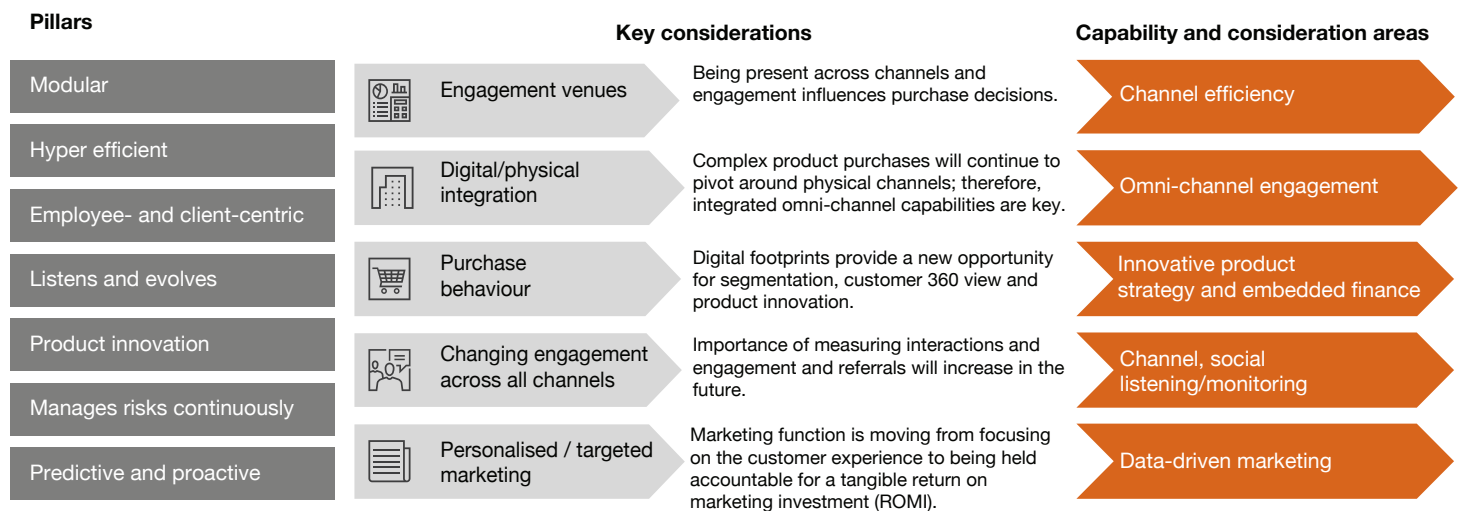 Pillars
Key considerations
Capability and consideration areas
Modular
Hyper efficient
Employee- and client-centric
Listens and evolves
Product innovation
Manages risks continuously
Predictive and proactive
Engagement venues
Being present across channels and
engagement influences purchase decisions.
Channel efficiency
Digital/physical
integration
Complex product purchases will continue to
pivot around physical channels; therefore,
integrated omni-channel capabilities are key.
Omni-channel engagement
Purchase
behaviour
Digital footprints provide a new opportunity
for segmentation, customer 360 view and
product innovation.
Innovative product
strategy and embedded finance
Changing engagement
across all channels
Importance of measuring interactions and
engagement and referrals will increase in the
future.
Channel, social
listening/monitoring
Personalised / targeted
marketing
Marketing function is moving from focusing
on the customer experience to being held
accountable for a tangible return on
marketing investment (ROMI).
Data-driven marketing